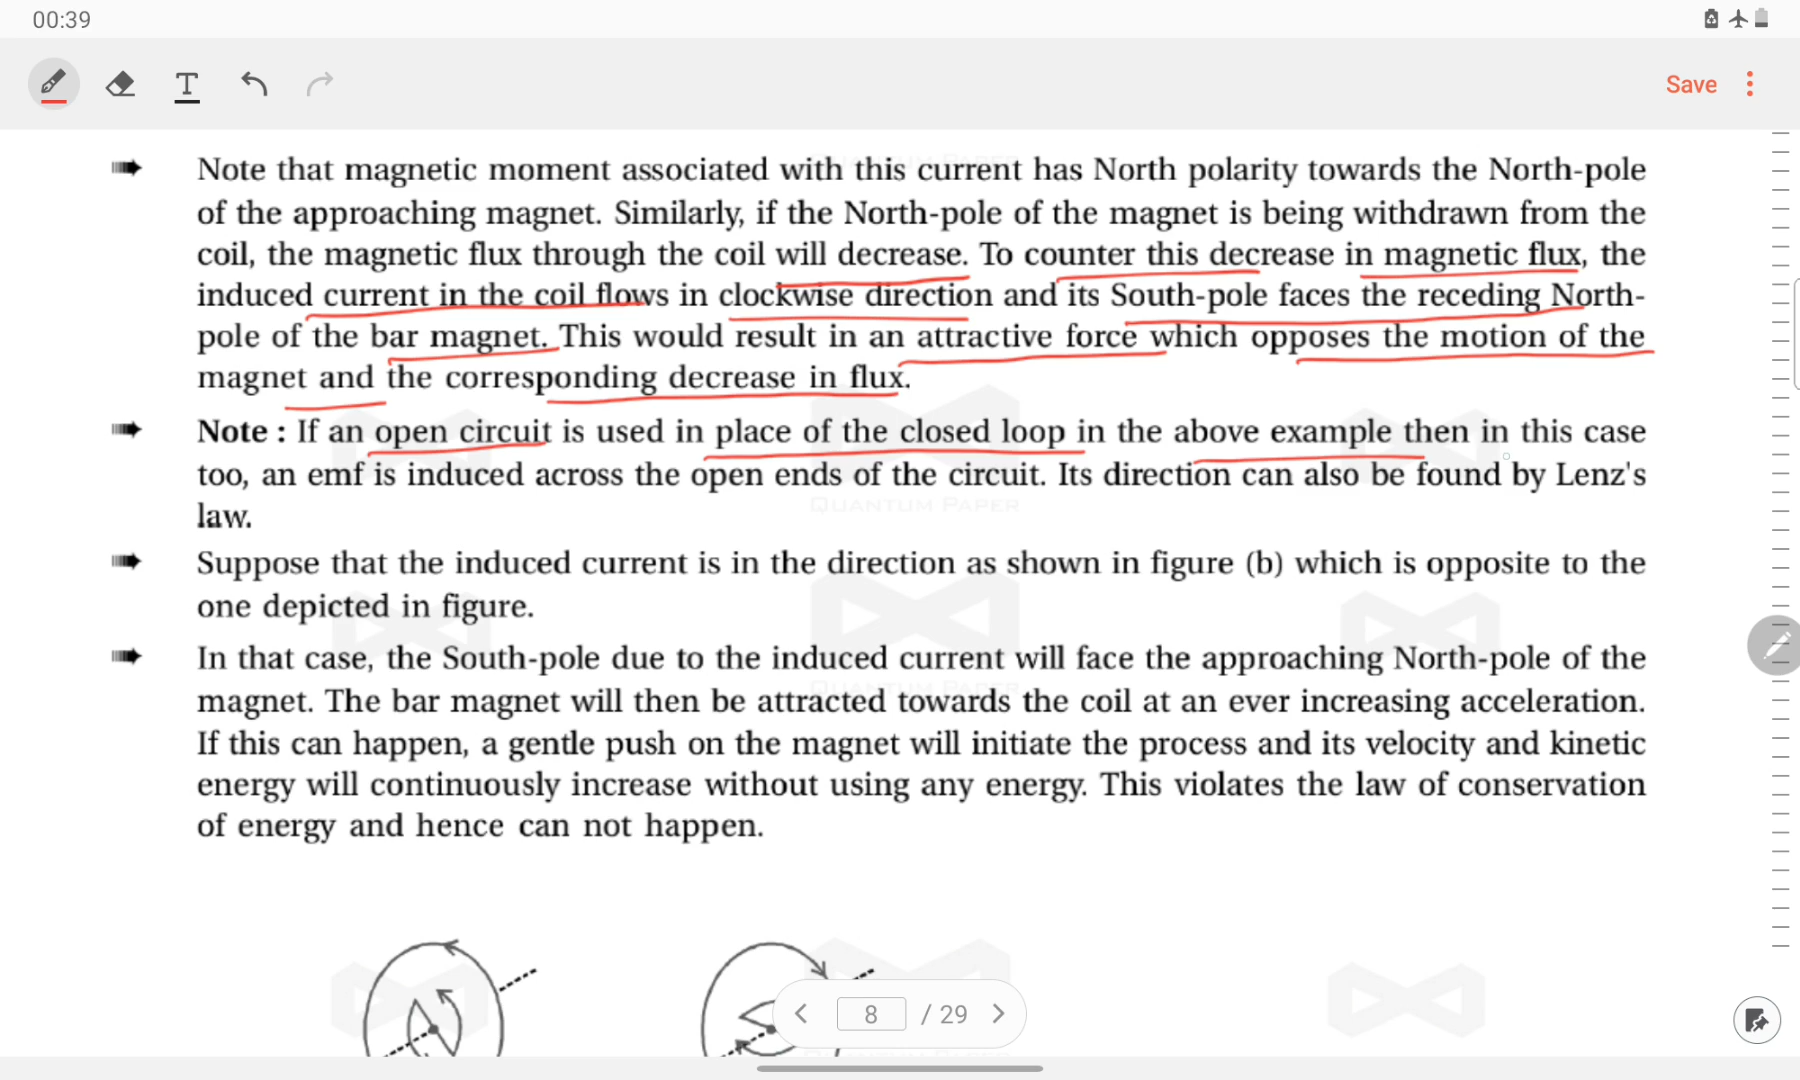 00:39
T
Save
Note that magnetic moment associated with this current has North polarity towards the North-pole
of the approaching magnet. Similarly, if the North-pole of the magnet is being withdrawn from the
coil, the magnetic flux through the coil will decrease. To counter this decrease in magnetic flux, the
induced current in the coil flows in clockwise direction and its South-pole faces the receding North-
pole of the bar magnet. This would result in an attractive force which opposes the motion of the
magnet and the corresponding decrease in flux.
Note : If an open circuit is used in place of the closed loop in the above example then in this case
too, an emf is induced across the open ends of the circuit. Its direction can also be found by Lenz's
QUANTUM PAPER
law.
Suppose that the induced current is in the direction as shown in figure (b) which is opposite to the
one depicted in figure.
In that case, the South-pole due to the induced current will face the approaching North-pole of the
QUANTUM PAPER
magnet. The bar magnet will then be attracted towards the coil at an ever increasing acceleration.
If this can happen, a gentle push on the magnet will initiate the process and its velocity and kinetic
energy will continuously increase without using any energy. This violates the law of conservation
of energy and hence can not happen.
8 / 29